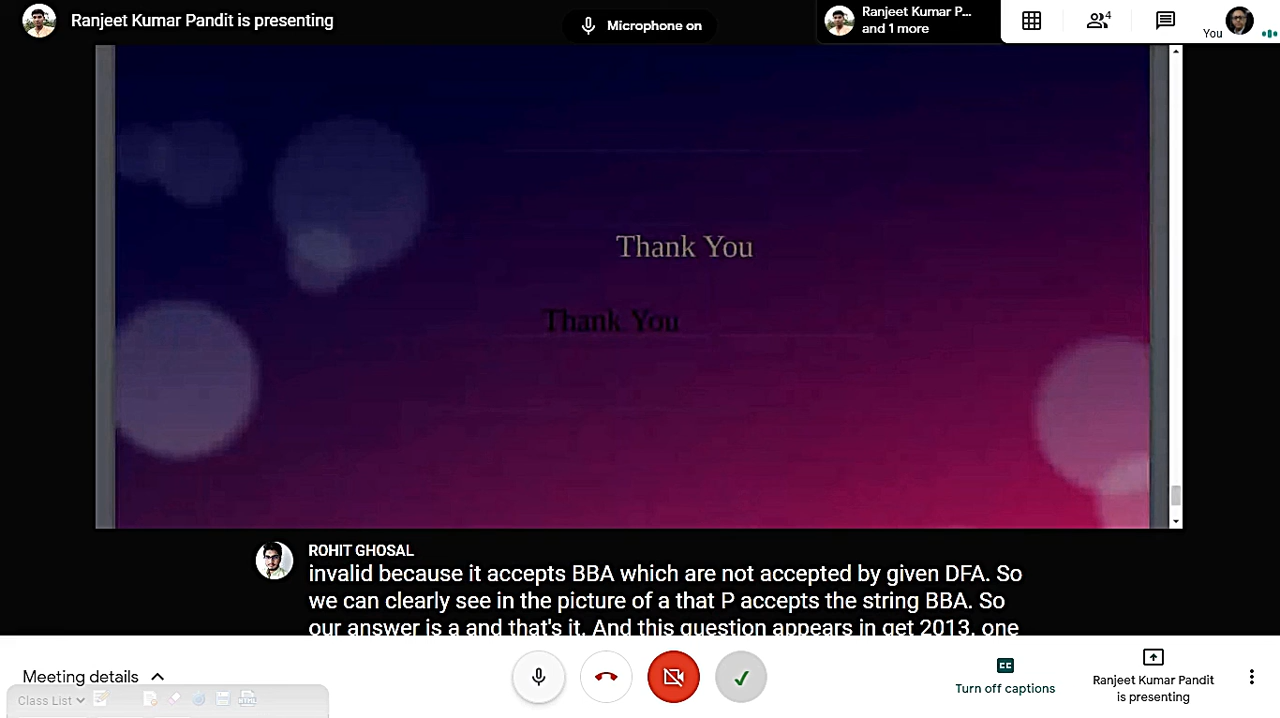 Ranjeet Kumar Pandit is presenting
Microphone on
Ranjeet Kumar P...
and 1 more
4
You
Thank You
Thank You
ROHIT GHOSAL
invalid because it accepts BBA which are not accepted by given DFA. So
we can clearly see in the picture of a that P accepts the string BBA. So
our answer is a and that's it. And this question appears in get 2013, one
Meeting details
CC
Turn off captions
Ranjeet Kumar Pandit
is presenting
Class List